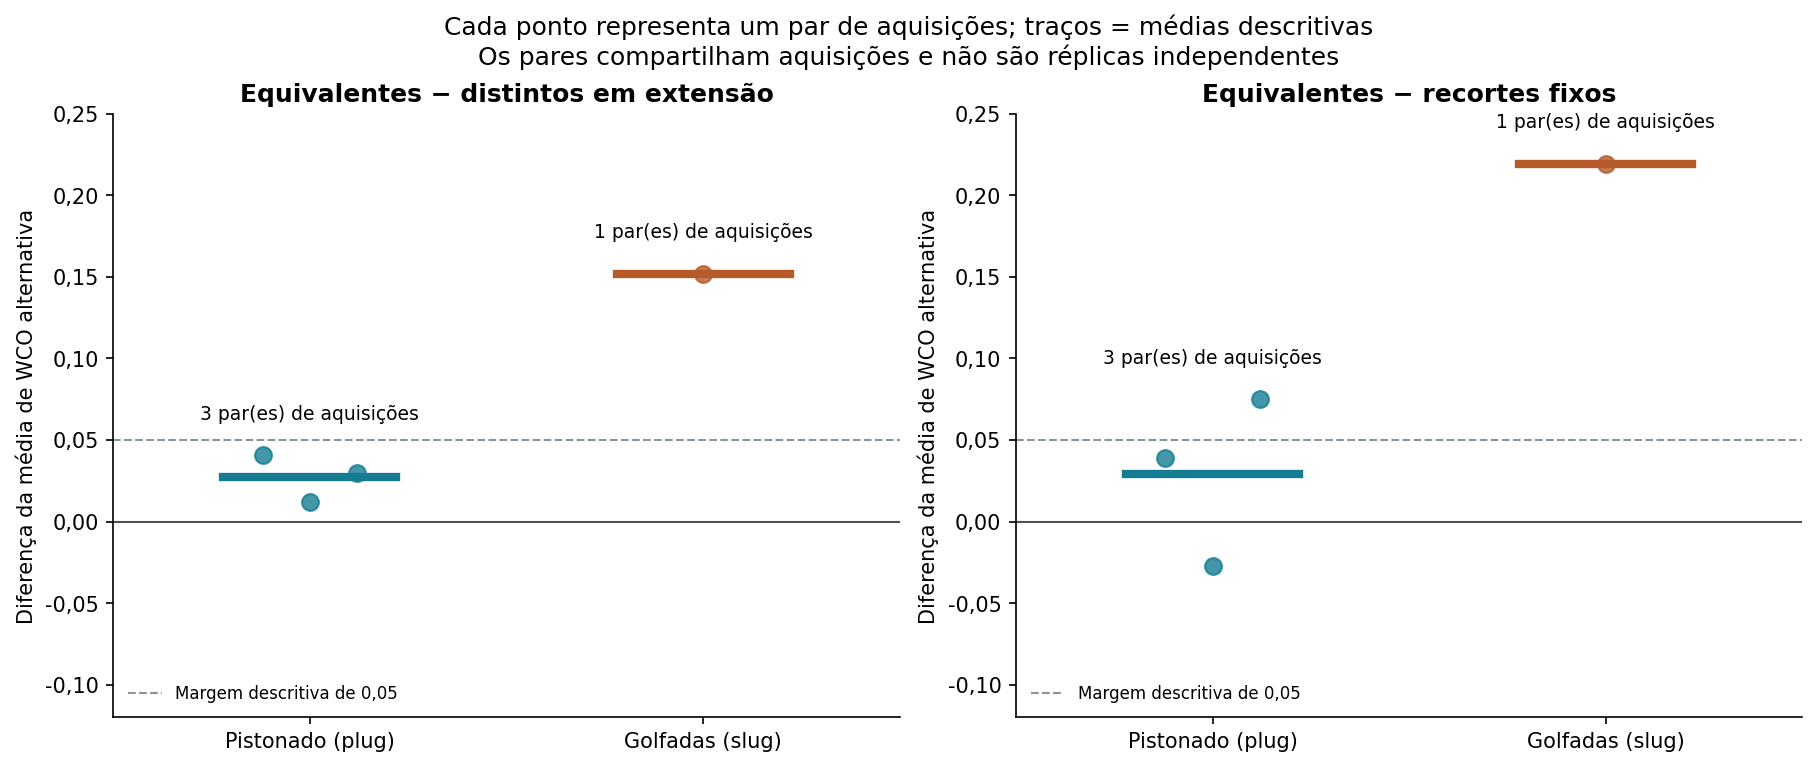 Cada ponto representa um par de aquisições; traços = médias descritivas
Os pares compartilham aquisições e não são réplicas independentes
Equivalentes − distintos em extensão
Diferença da média de WCO alternativa
0,25
0,20
0,15
0,10
0,05
0,00
-0,05
-0,10
3 par(es) de aquisições
1 par(es) de aquisições
Margem descritiva de 0,05
Pistonado (plug)
Golfadas (slug)
Equivalentes − recortes fixos
Diferença da média de WCO alternativa
0,25
0,20
0,15
0,10
0,05
0,00
-0,05
-0,10
1 par(es) de aquisições
3 par(es) de aquisições
Margem descritiva de 0,05
Pistonado (plug)
Golfadas (slug)